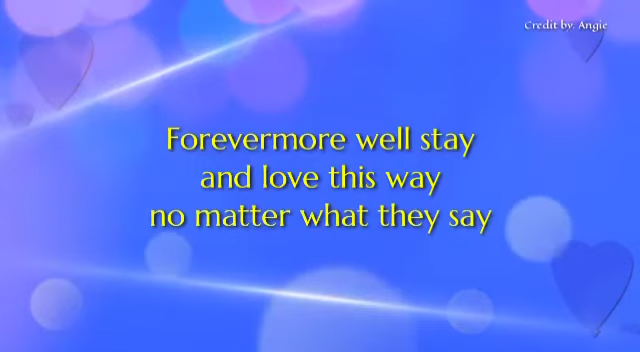 Credit by. Angie
Forevermore well stay
and love this way
no matter what they say